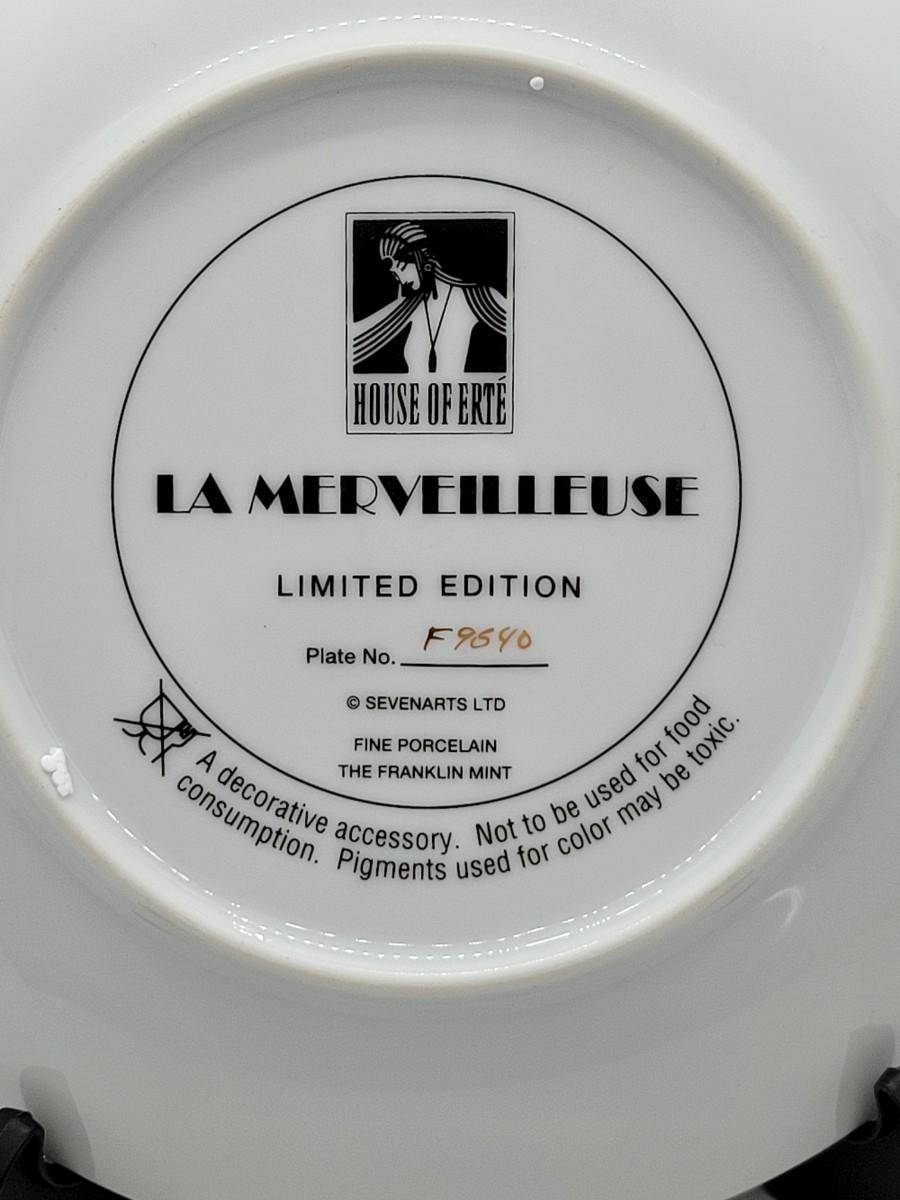 HOUSE OF ERTÉ
LA MERVEILLEUSE
LIMITED EDITION
Plate No. F9540
© SEVENARTS LTD
FINE PORCELAIN
THE FRANKLIN MINT
A decorative accessory. Not to be used for food
consumption. Pigments used for color may be toxic.